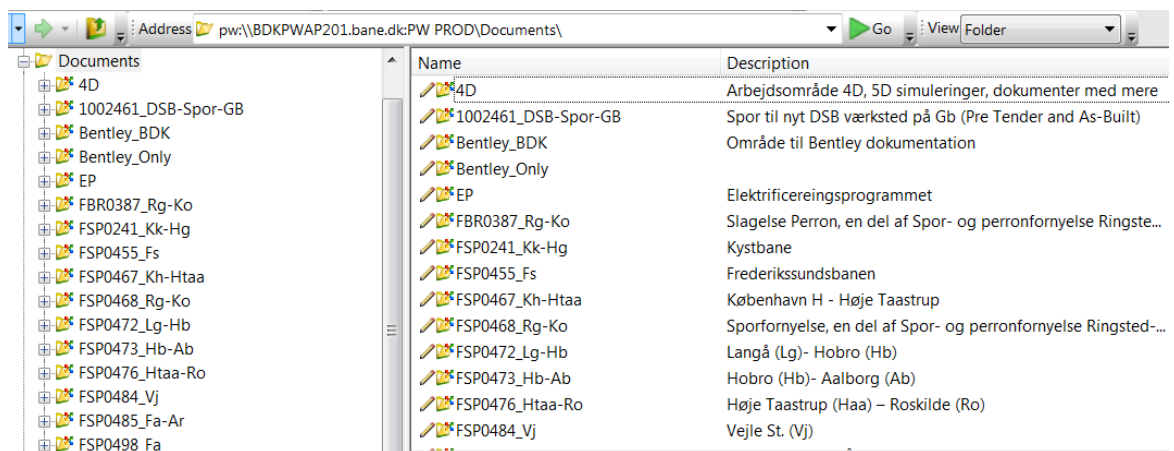 Address pw:\\BDKPWAP201.bane.dk:PW PROD\Documents\ Go View Folder
Documents
4D
1002461_DSB-Spor-GB
Bentley_BDK
Bentley_Only
EP
FBR0387_Rg-Ko
FSP0241_Kk-Hg
FSP0455_Fs
FSP0467_Kh-Htaa
FSP0468_Rg-Ko
FSP0472_Lg-Hb
FSP0473_Hb-Ab
FSP0476_Htaa-Ro
FSP0484_Vj
FSP0485_Fa-Ar
FSP0498_Fa
Name Description
4D Arbejdsområde 4D, 5D simuleringer, dokumenter med mere
1002461_DSB-Spor-GB Spor til nyt DSB værksted på Gb (Pre Tender and As-Built)
Bentley_BDK Område til Bentley dokumentation
Bentley_Only
EP Elektrificereingsprogrammet
FBR0387_Rg-Ko Slagelse Perron, en del af Spor- og perronfornyelse Ringste...
FSP0241_Kk-Hg Kystbane
FSP0455_Fs Frederikssundsbanen
FSP0467_Kh-Htaa København H - Høje Taastrup
FSP0468_Rg-Ko Sporfornyelse, en del af Spor- og perronfornyelse Ringsted-...
FSP0472_Lg-Hb Langå (Lg)- Hobro (Hb)
FSP0473_Hb-Ab Hobro (Hb)- Aalborg (Ab)
FSP0476_Htaa-Ro Høje Taastrup (Haa) – Roskilde (Ro)
FSP0484_Vj Vejle St. (Vj)